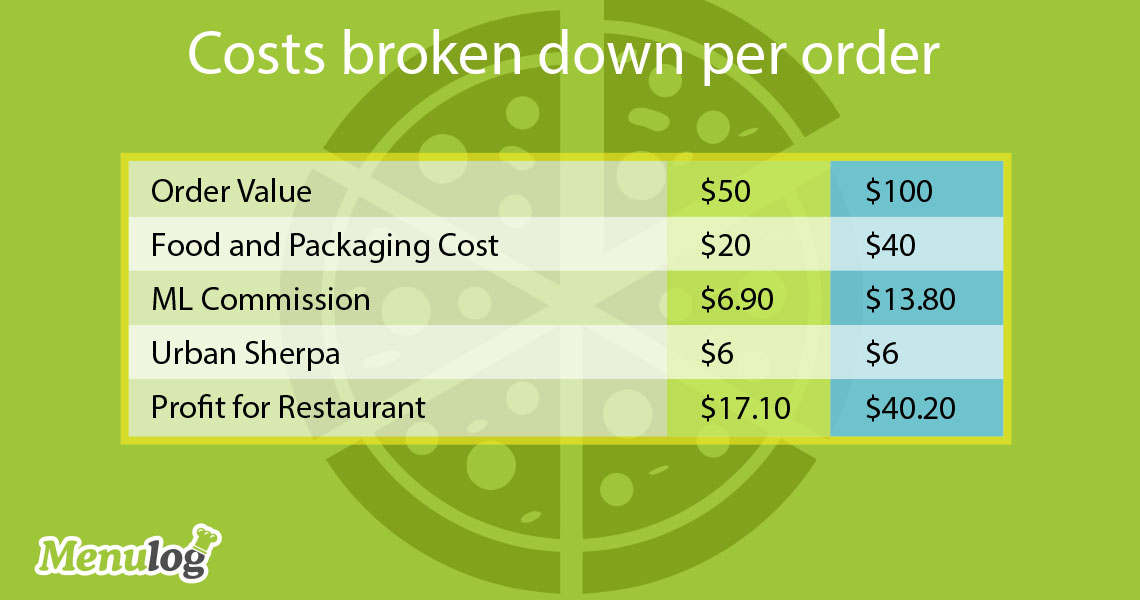 Costs broken down per order
Order Value $50 $100
Food and Packaging Cost $20 $40
ML Commission $6.90 $13.80
Urban Sherpa $6 $6
Profit for Restaurant $17.10 $40.20
Menulog